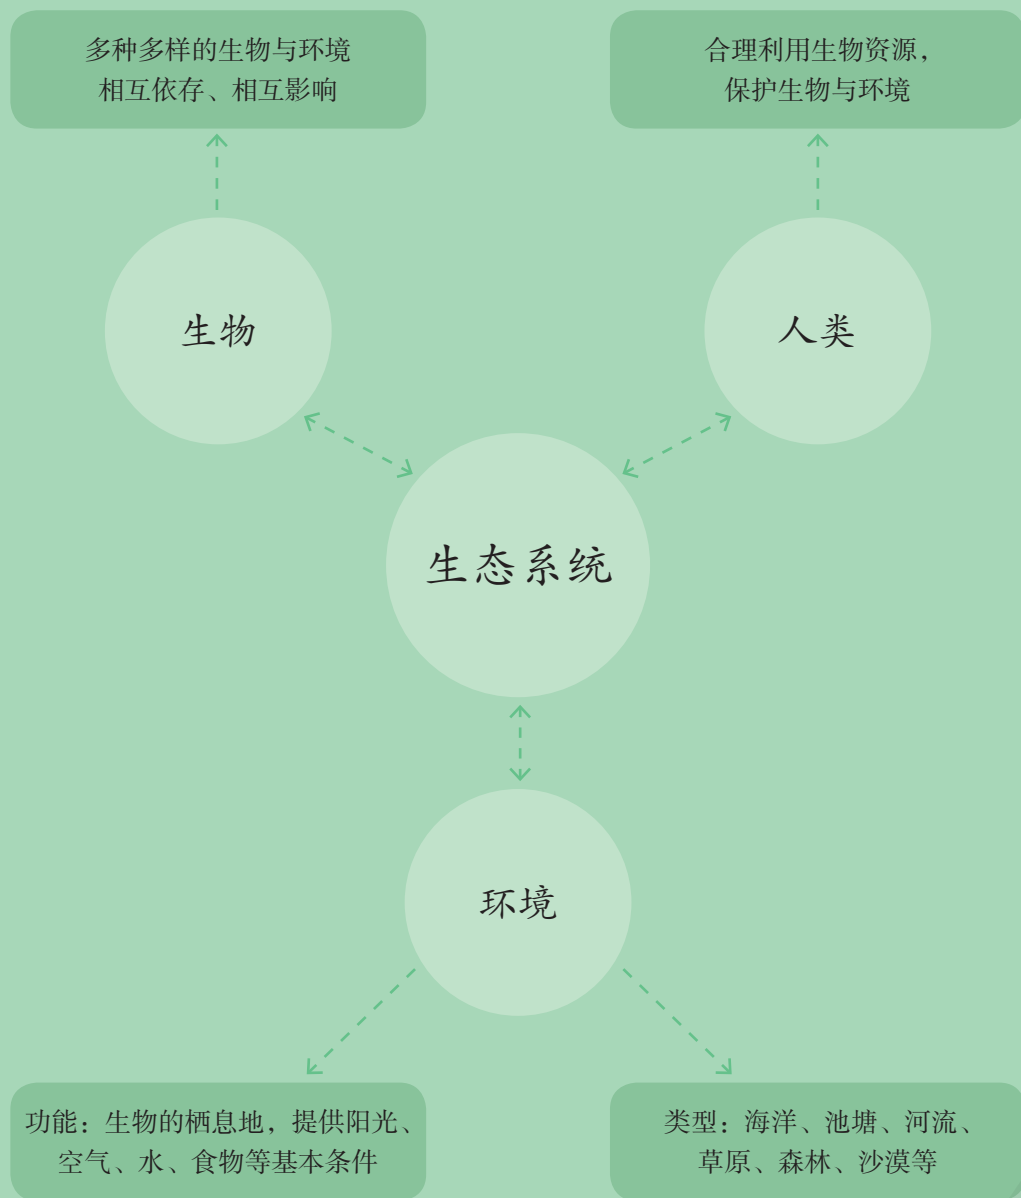 多种多样的生物与环境
相互依存、相互影响
合理利用生物资源，
保护生物与环境
生物
人类
生态系统
环境
功能：生物的栖息地，提供阳光、
空气、水、食物等基本条件
类型：海洋、池塘、河流、
草原、森林、沙漠等